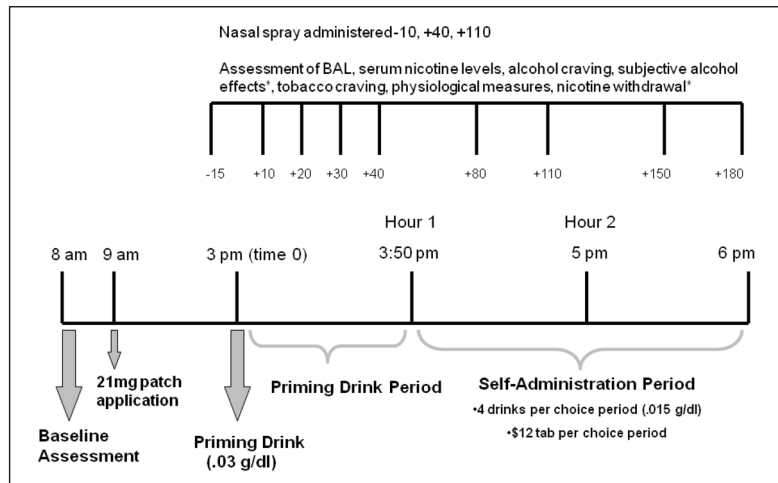 Nasal spray administered -10, +40, +110
Assessment of BAL, serum nicotine levels, alcohol craving, subjective alcohol
effects*, tobacco craving, physiological measures, nicotine withdrawal*
-15 +10 +20 +30 +40 +80 +110 +150 +180
Hour 1 Hour 2
8 am 9 am 3 pm (time 0) 3:50 pm 5 pm 6 pm
21mg patch
application
Priming Drink Period
Self-Administration Period
•4 drinks per choice period (.015 g/dl)
•$12 tab per choice period
Baseline
Assessment
Priming Drink
(.03 g/dl)